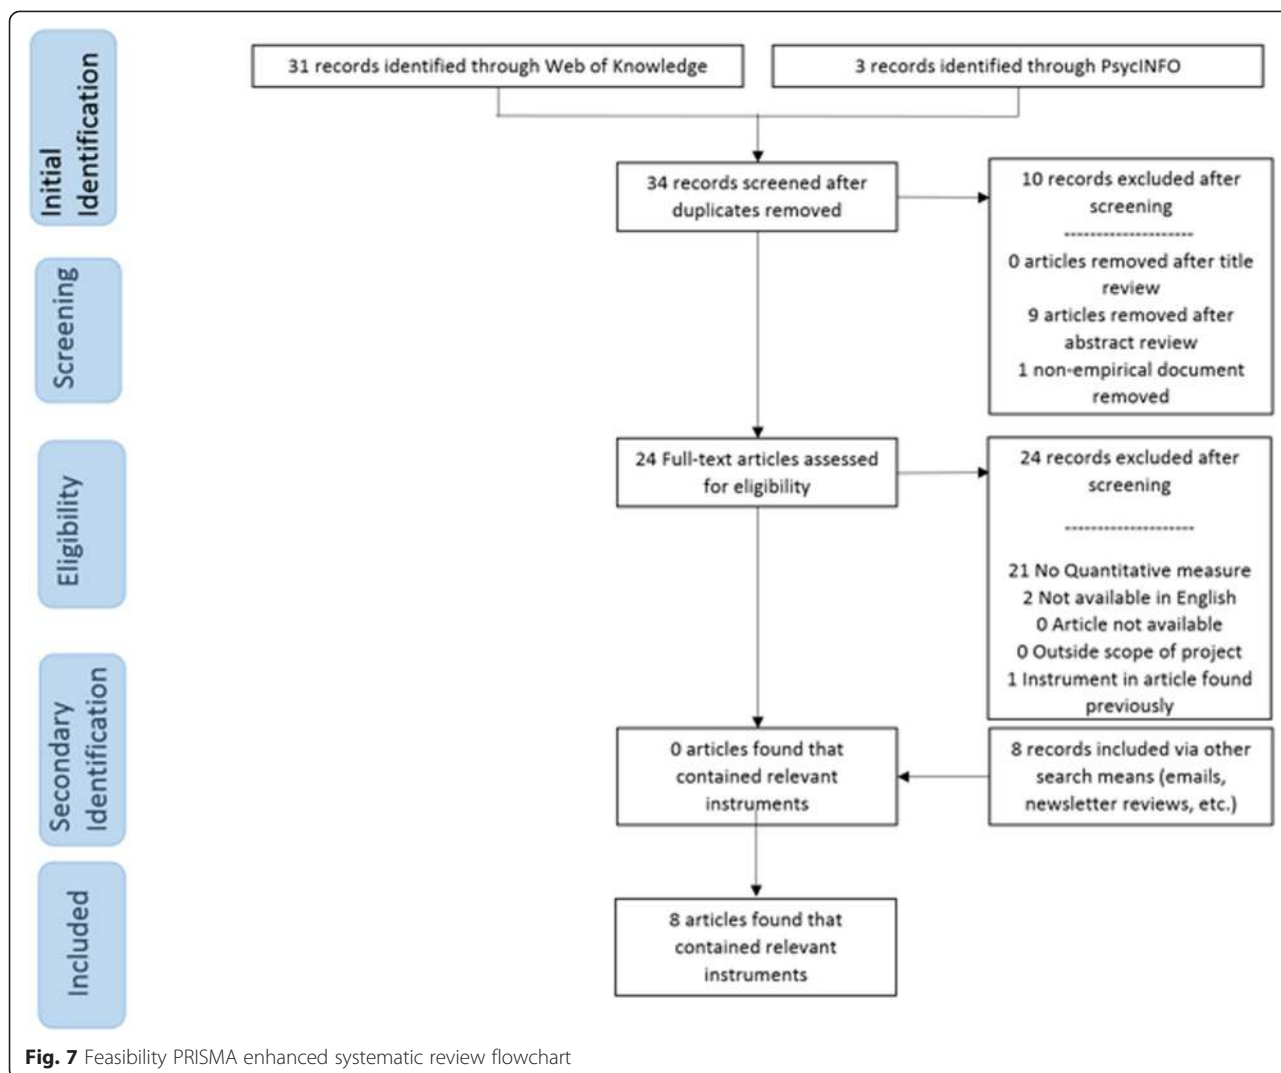 Initial
Identification
31 records identified through Web of Knowledge
3 records identified through PsycINFO
34 records screened after
duplicates removed
10 records excluded after
screening
---------------------
0 articles removed after title
review
9 articles removed after
abstract review
1 non-empirical document
removed
Screening
Eligibility
24 Full-text articles assessed
for eligibility
24 records excluded after
screening
---------------------
21 No Quantitative measure
2 Not available in English
0 Article not available
0 Outside scope of project
1 Instrument in article found
previously
Secondary
Identification
0 articles found that
contained relevant
instruments
8 records included via other
search means (emails,
newsletter reviews, etc.)
Included
8 articles found that
contained relevant
instruments
Fig. 7 Feasibility PRISMA enhanced systematic review flowchart